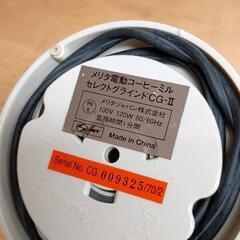 メリタ電動コーヒーミル
セレクトグラインドCG-Ⅱ
メリタジャパン株式会社
100V 120W 50/60Hz
定格時間1分間
Made in China
Serial No. CG 009325/70/2